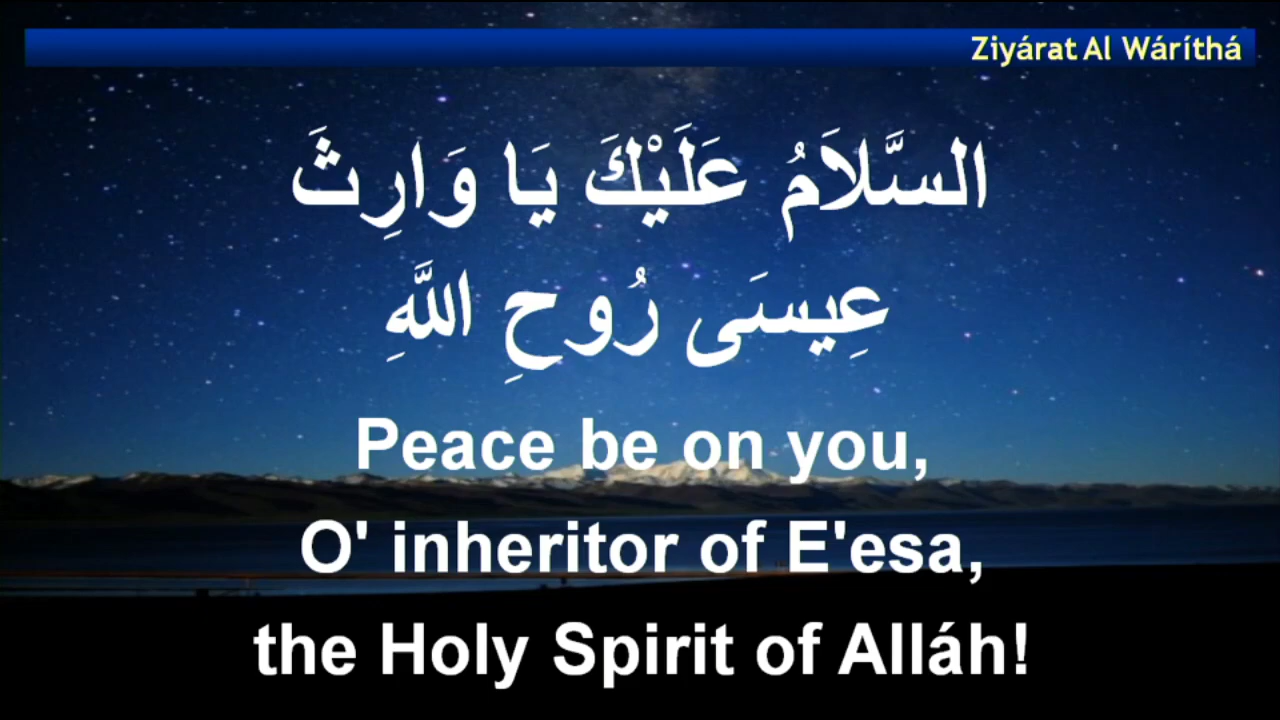 Ziyárat Al Wáríthá
السَّلاَمُ عَلَيْكَ يَا وَارِثَ
عِيسَى رُوحِ اللَّهِ
Peace be on you,
O' inheritor of E'esa,
the Holy Spirit of Alláh!